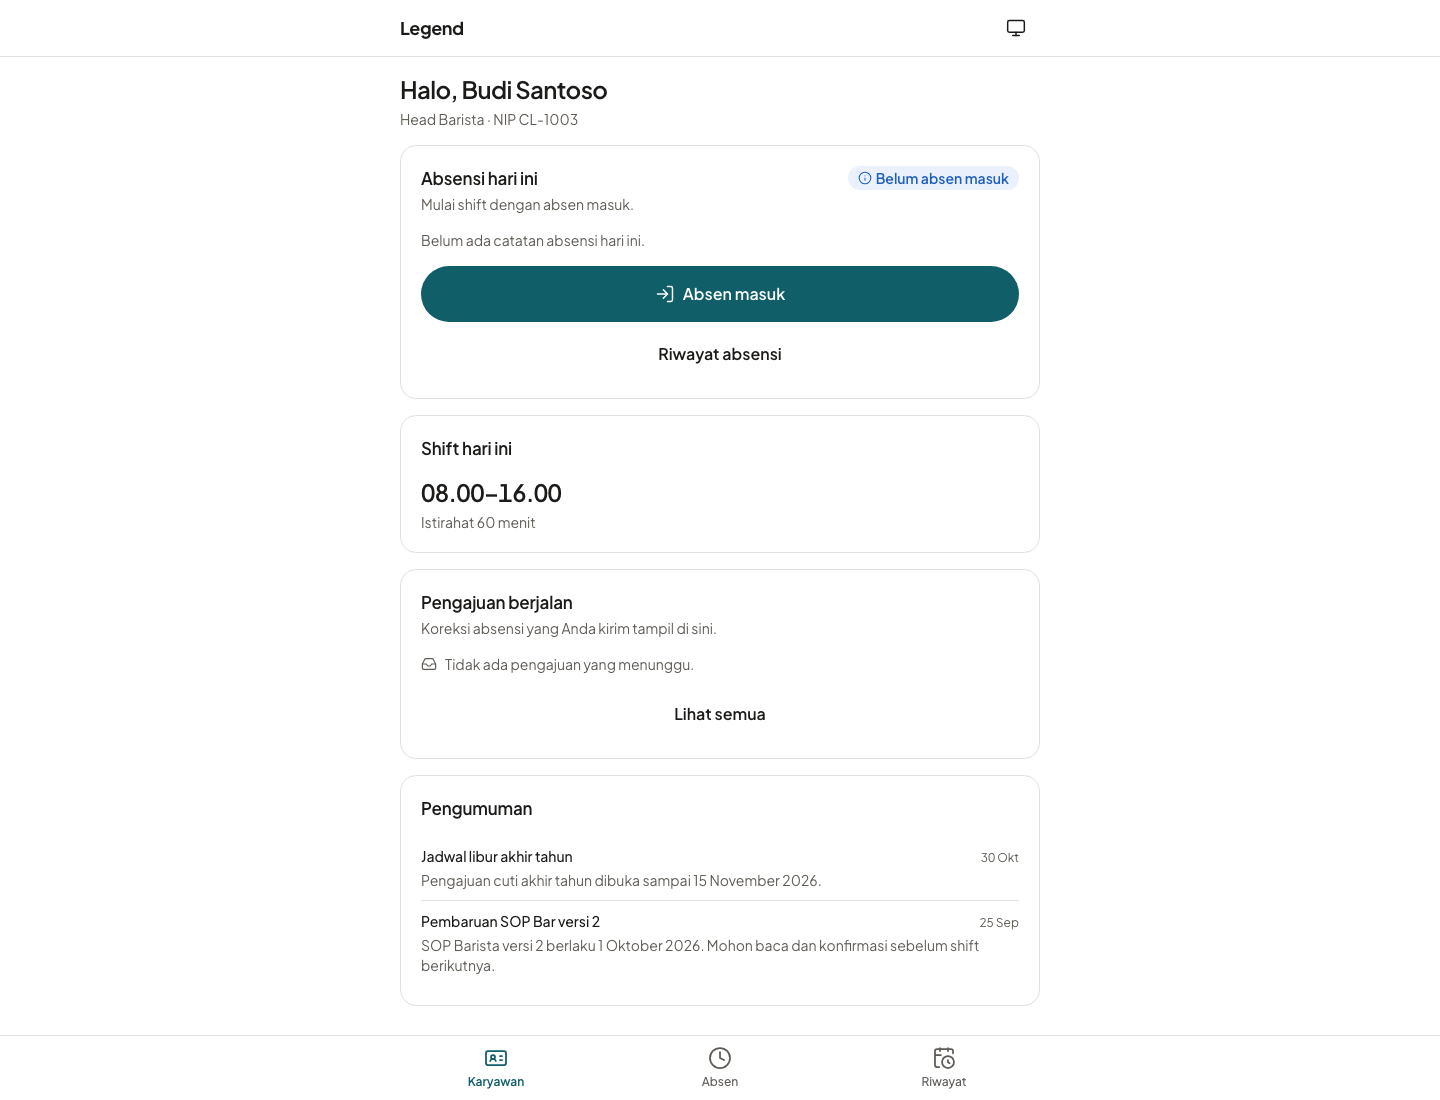 Legend
Halo, Budi Santoso
Head Barista · NIP CL-1003
Absensi hari ini
Belum absen masuk
Mulai shift dengan absen masuk.
Belum ada catatan absensi hari ini.
Absen masuk
Riwayat absensi
Shift hari ini
08.00–16.00
Istirahat 60 menit
Pengajuan berjalan
Koreksi absensi yang Anda kirim tampil di sini.
Tidak ada pengajuan yang menunggu.
Lihat semua
Pengumuman
Jadwal libur akhir tahun
30 Okt
Pengajuan cuti akhir tahun dibuka sampai 15 November 2026.
Pembaruan SOP Bar versi 2
25 Sep
SOP Barista versi 2 berlaku 1 Oktober 2026. Mohon baca dan konfirmasi sebelum shift
berikutnya.
Karyawan
Absen
Riwayat